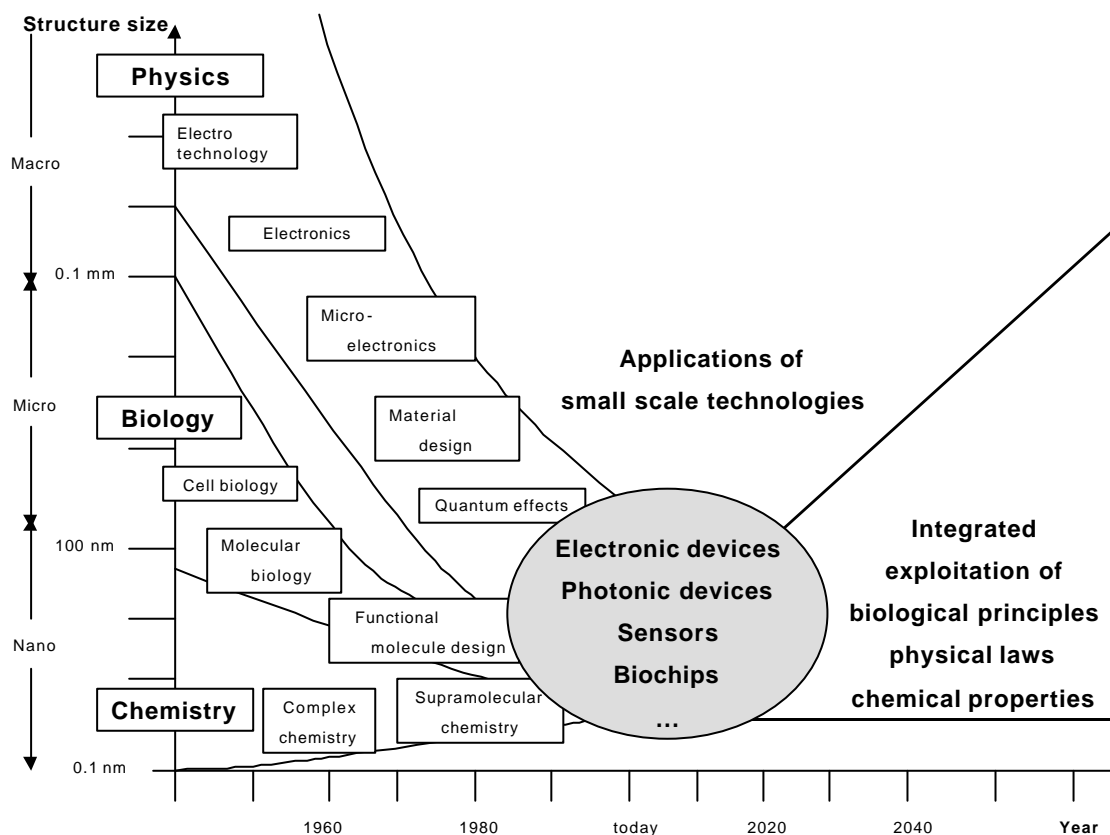 Structure size
Physics
Electro
technology
Macro
Electronics
0.1 mm
Micro-
electronics
Applications of
small scale technologies
Micro
Biology
Material
design
Cell biology
Quantum effects
100 nm
Molecular
biology
Electronic devices
Photonic devices
Sensors
Biochips
...
Integrated
exploitation of
biological principles
physical laws
chemical properties
Nano
Functional
molecule design
Chemistry
Complex
chemistry
Supramolecular
chemistry
0.1 nm
1960 1980 today 2020 2040 Year